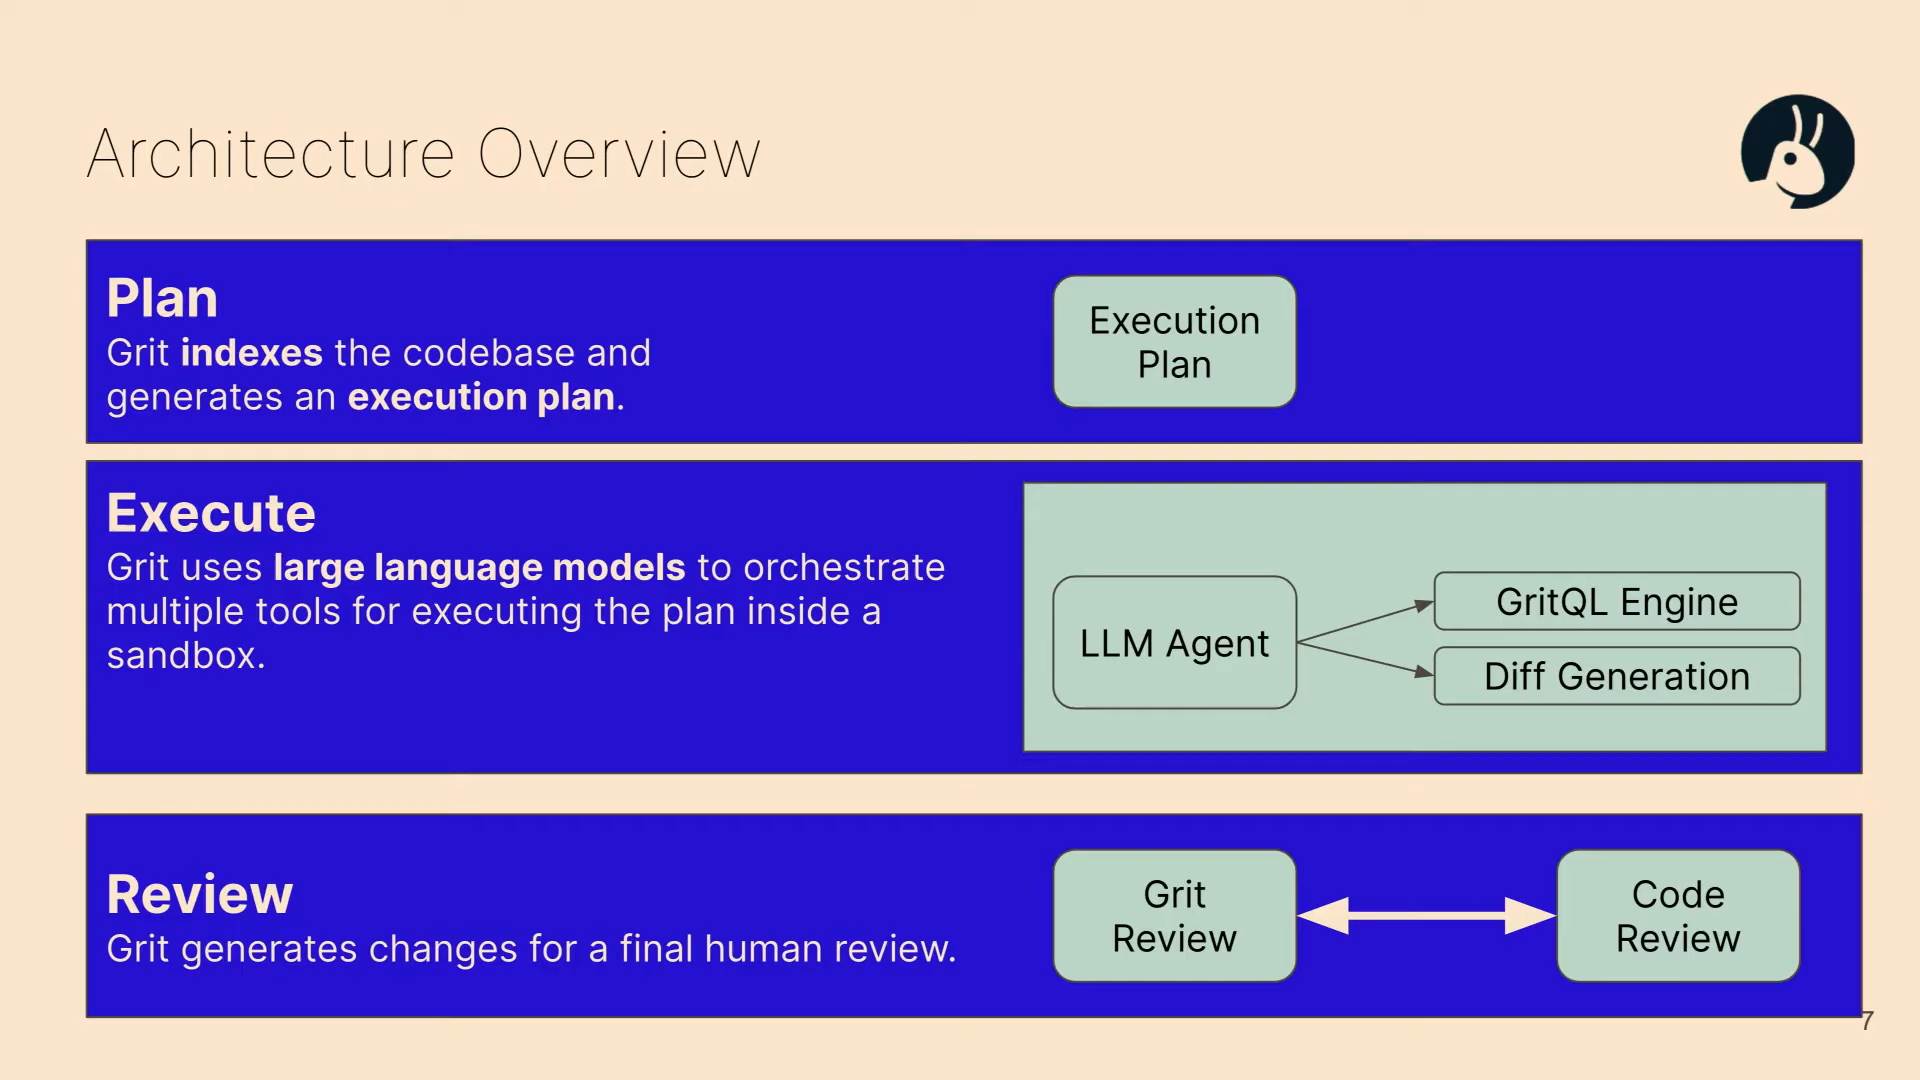 Architecture Overview
Plan
Grit indexes the codebase and
generates an execution plan.
Execution
Plan
Execute
Grit uses large language models to orchestrate
multiple tools for executing the plan inside a
sandbox.
LLM Agent
GritQL Engine
Diff Generation
Review
Grit generates changes for a final human review.
Grit
Review
Code
Review
7